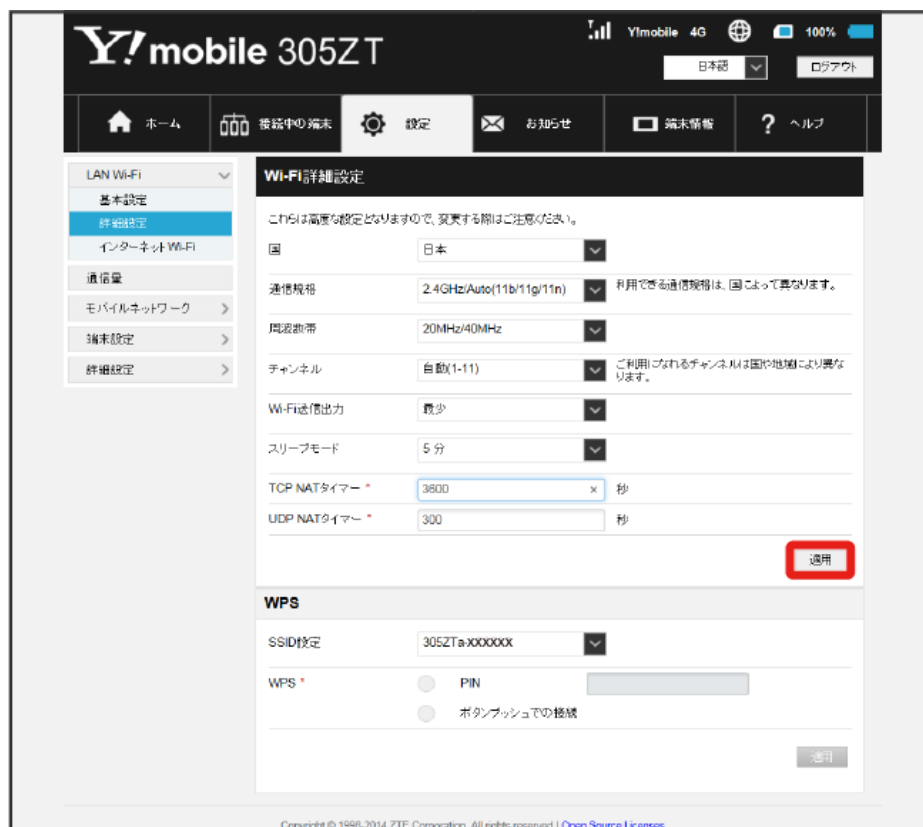 Y!mobile 4G 100%
Y!mobile 305ZT
日本語 ログアウト
ホーム 接続中の端末 設定 お知らせ 端末情報 ? ヘルプ
LAN Wi-Fi
基本設定
詳細設定
インターネットWi-Fi
通信量
モバイルネットワーク
端末設定
詳細設定
Wi-Fi詳細設定
これらは高度な設定となりますので、変更する際はご注意ください。
国 日本
通信規格 2.4GHz/Auto(11b/11g/11n) 利用できる通信規格は、国によって異なります。
周波数帯 20MHz/40MHz
チャンネル 自動(1-11) ご利用になれるチャンネルは国や地域により異な
ります。
Wi-Fi送信出力 最少
スリープモード 5 分
TCP NATタイマー * 3600 × 秒
UDP NATタイマー * 300 秒
適用
WPS
SSID設定 305ZTa-XXXXXX
WPS * PIN
ボタンプッシュでの接続
適用
Copyright © 1998-2014 ZTE Corporation. All rights reserved | Open Source Licenses